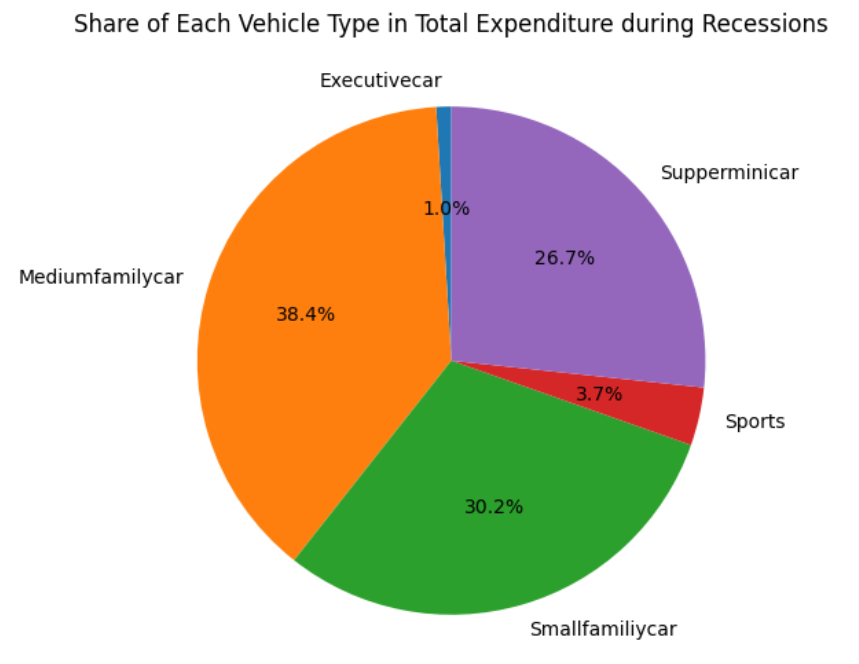 Share of Each Vehicle Type in Total Expenditure during Recessions
Executivecar
Supperminicar
1.0%
26.7%
Mediumfamilycar
38.4%
3.7%
Sports
30.2%
Smallfamiliycar